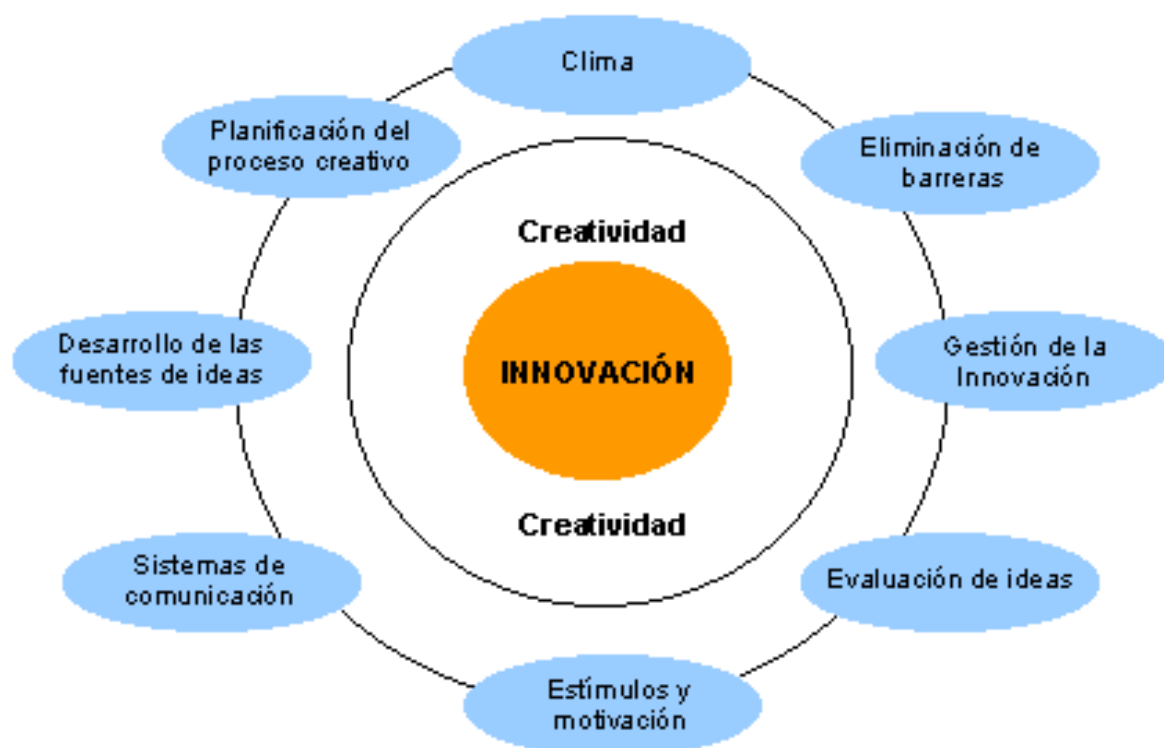 Clima
Planificación del
proceso creativo
Eliminación de
barreras
Creatividad
Desarrollo de las
fuentes de ideas
INNOVACIÓN
Gestión de la
Innovación
Creatividad
Sistemas de
comunicación
Evaluación de ideas
Estímulos y
motivación